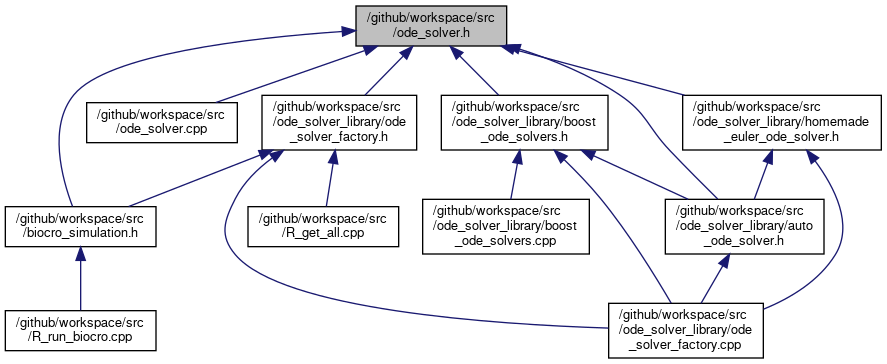 /github/workspace/src
/ode_solver.h
/github/workspace/src
/ode_solver.cpp
/github/workspace/src
/ode_solver_library/ode
_solver_factory.h
/github/workspace/src
/ode_solver_library/boost
_ode_solvers.h
/github/workspace/src
/ode_solver_library/homemade
_euler_ode_solver.h
/github/workspace/src
/biocro_simulation.h
/github/workspace/src
/R_get_all.cpp
/github/workspace/src
/ode_solver_library/boost
_ode_solvers.cpp
/github/workspace/src
/ode_solver_library/auto
_ode_solver.h
/github/workspace/src
/R_run_biocro.cpp
/github/workspace/src
/ode_solver_library/ode
_solver_factory.cpp